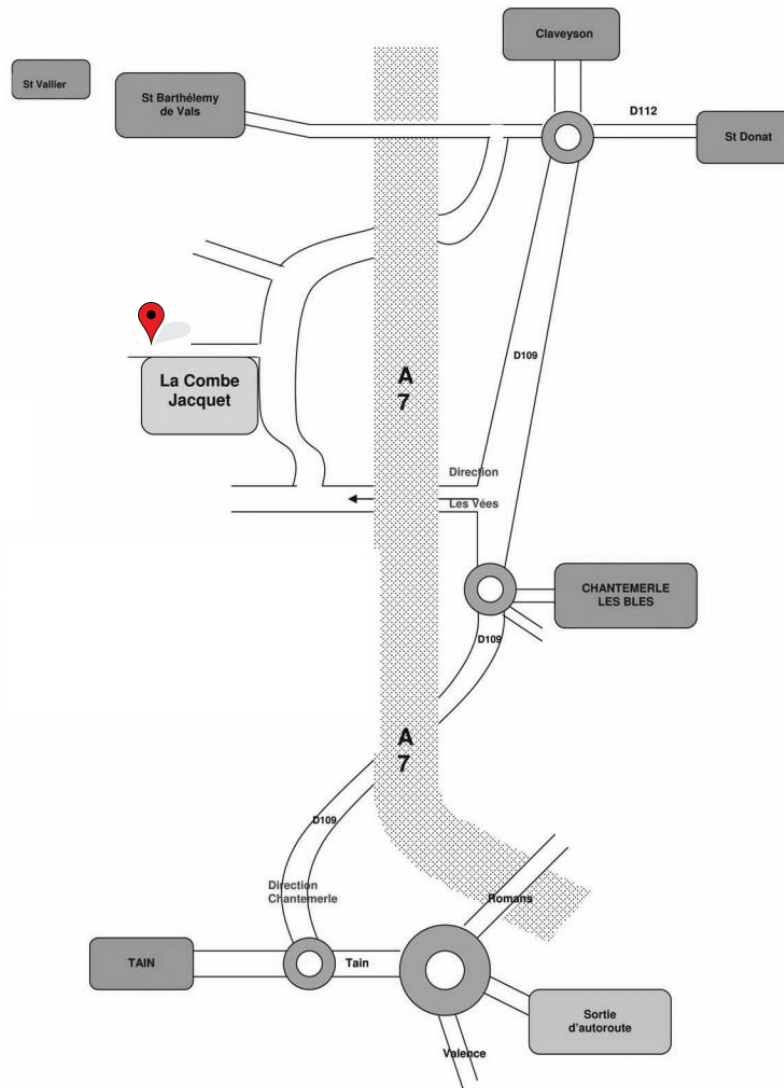 Claveyson
St Vallier
St Barthélemy
de Vals
D112
St Donat
D109
A
7
La Combe
Jacquet
Direction
Les Vées
CHANTEMERLE
LES BLES
D109
A
7
D109
Direction
Chantemerle
Romans
TAIN
Tain
Sortie
d'autoroute
Valence